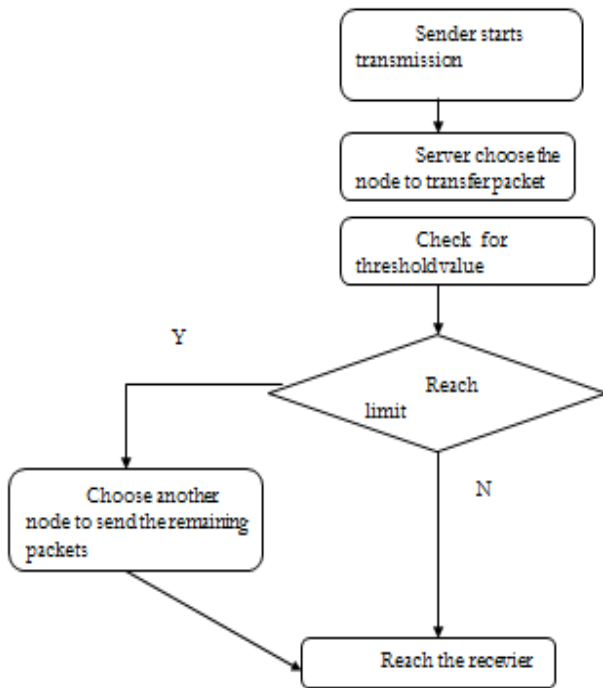 Sender starts
transmission
Server choose the
node to transfer packet
Check for
threshold value
Y
Reach
limit
N
Choose another
node to send the remaining
packets
Reach the recevier